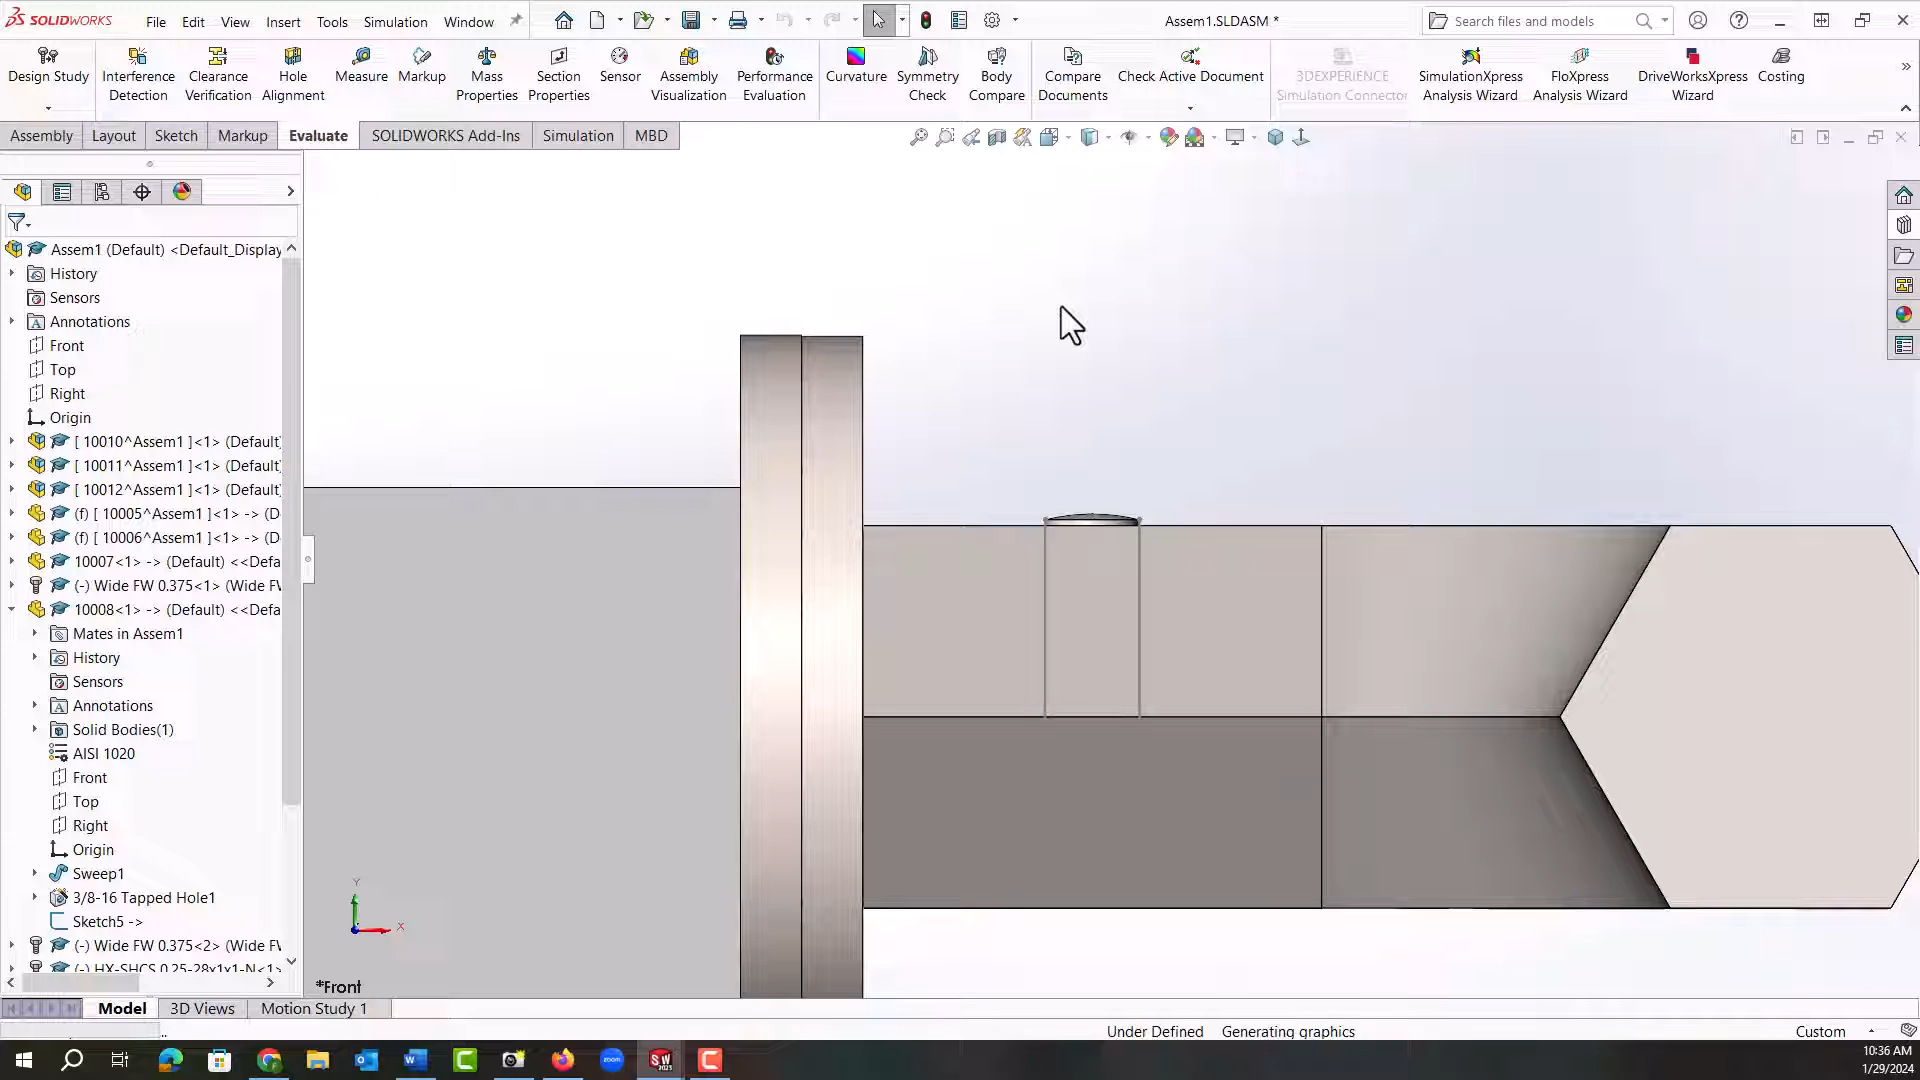 SOLIDWORKS File Edit View Insert Tools Simulation Window Assem1.SLDASM * Search files and models
Design Study Interference Detection Clearance Verification Hole Alignment Measure Markup Mass Properties Section Properties Sensor Assembly Visualization Performance Evaluation Curvature Symmetry Check Body Compare Compare Documents Check Active Document 3DEXPERIENCE Simulation Connector SimulationXpress Analysis Wizard FloXpress Analysis Wizard DriveWorksXpress Wizard Costing
Assembly Layout Sketch Markup Evaluate SOLIDWORKS Add-Ins Simulation MBD
Assem1 (Default) <Default_Display
History
Sensors
Annotations
Front
Top
Right
Origin
[ 10010^Assem1 ]<1> (Default)
[ 10011^Assem1 ]<1> (Default)
[ 10012^Assem1 ]<1> (Default)
(f) [ 10005^Assem1 ]<1> -> (D
(f) [ 10006^Assem1 ]<1> -> (D
10007<1> -> (Default) <<Defa
(-) Wide FW 0.375<1> (Wide FW
10008<1> -> (Default) <<Defa
Mates in Assem1
History
Sensors
Annotations
Solid Bodies(1)
AISI 1020
Front
Top
Right
Origin
Sweep1
3/8-16 Tapped Hole1
Sketch5 ->
(-) Wide FW 0.375<2> (Wide FW
(-) HX-SHCS 0.25-28x1x1-N<1>
Y
X
*Front
Model 3D Views Motion Study 1
Under Defined Generating graphics Custom
10:36 AM
1/29/2024